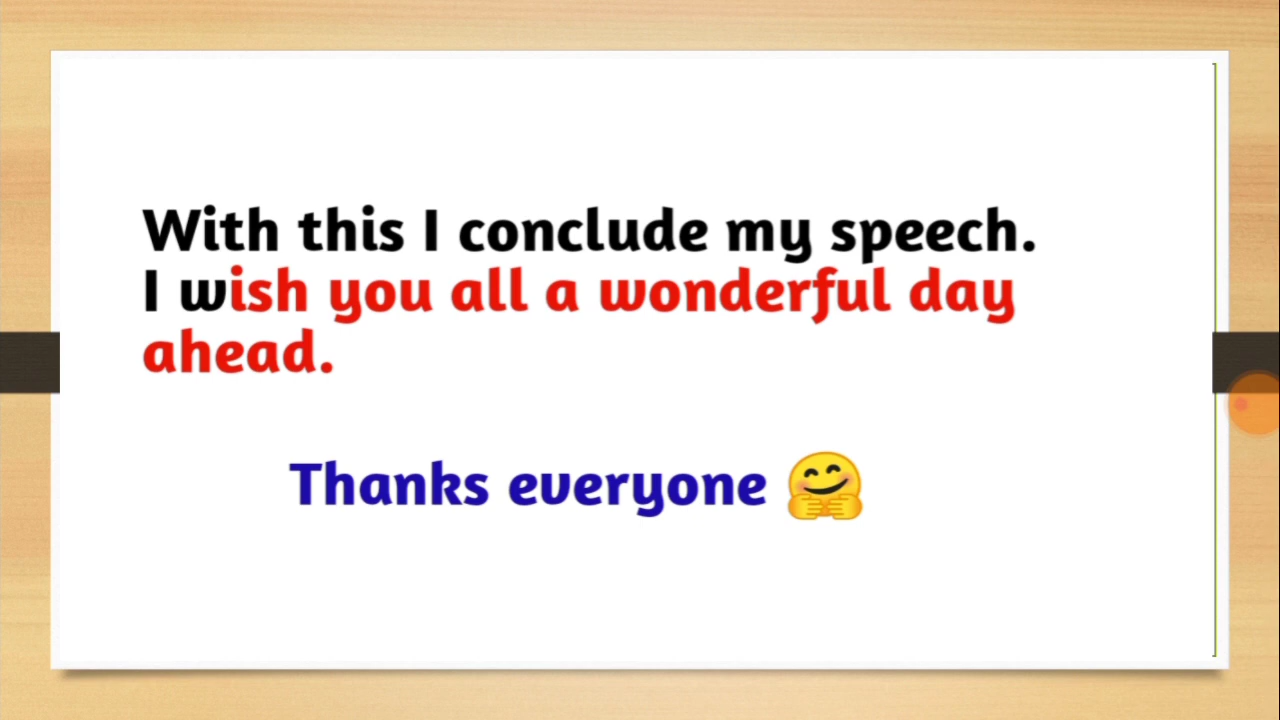 With this I conclude my speech.
I wish you all a wonderful day
ahead.
Thanks everyone 🤗